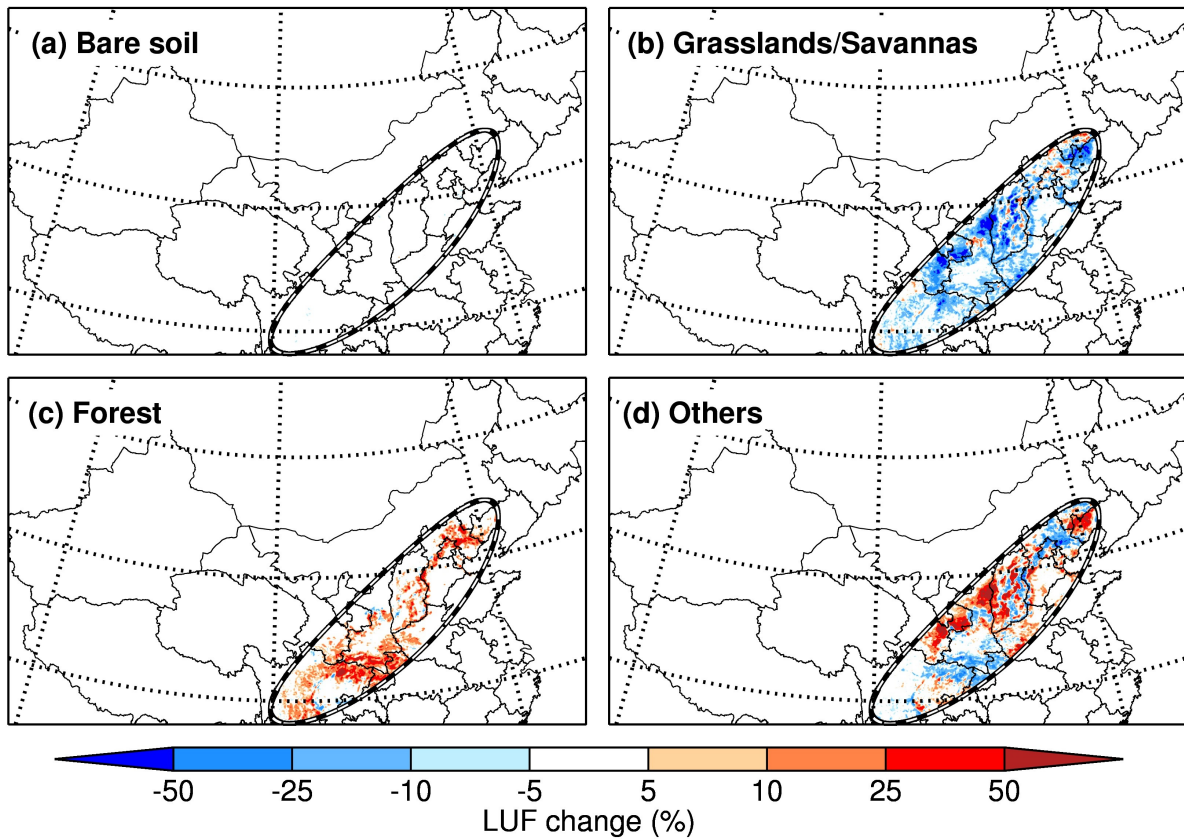 (a) Bare soil
(b) Grasslands/Savannas
(c) Forest
(d) Others
-50 -25 -10 -5 5 10 25 50
LUF change (%)